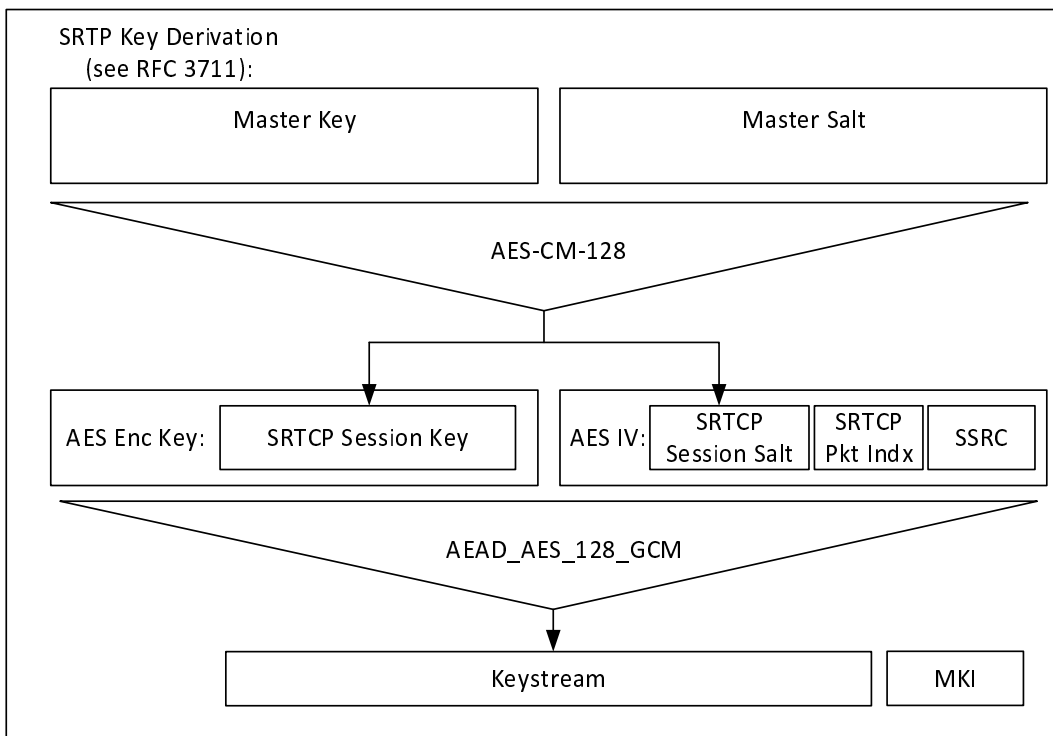 SRTP Key Derivation
(see RFC 3711):
Master Key
Master Salt
AES-CM-128
AES Enc Key:
SRTCP Session Key
AES IV:
SRTCP
Session Salt
SRTCP
Pkt Indx
SSRC
AEAD_AES_128_GCM
Keystream
MKI